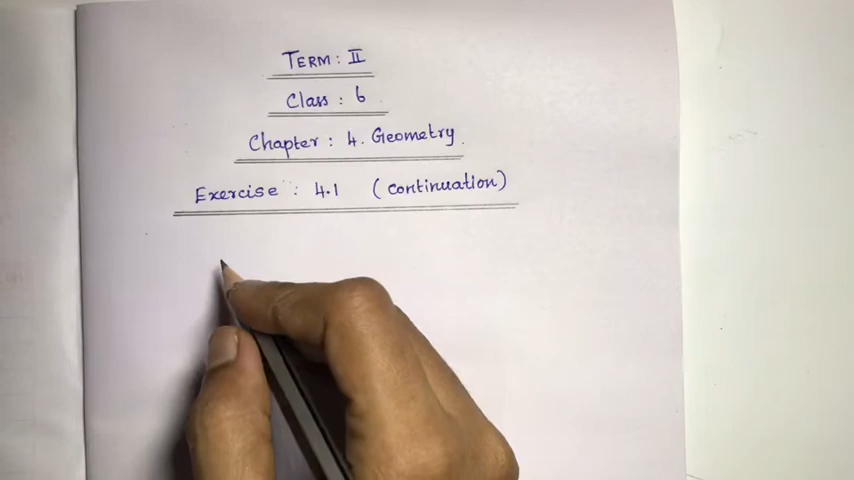 TERM : II
Class : 6
Chapter : 4. Geometry.
Exercise : 4.1 (continuation)